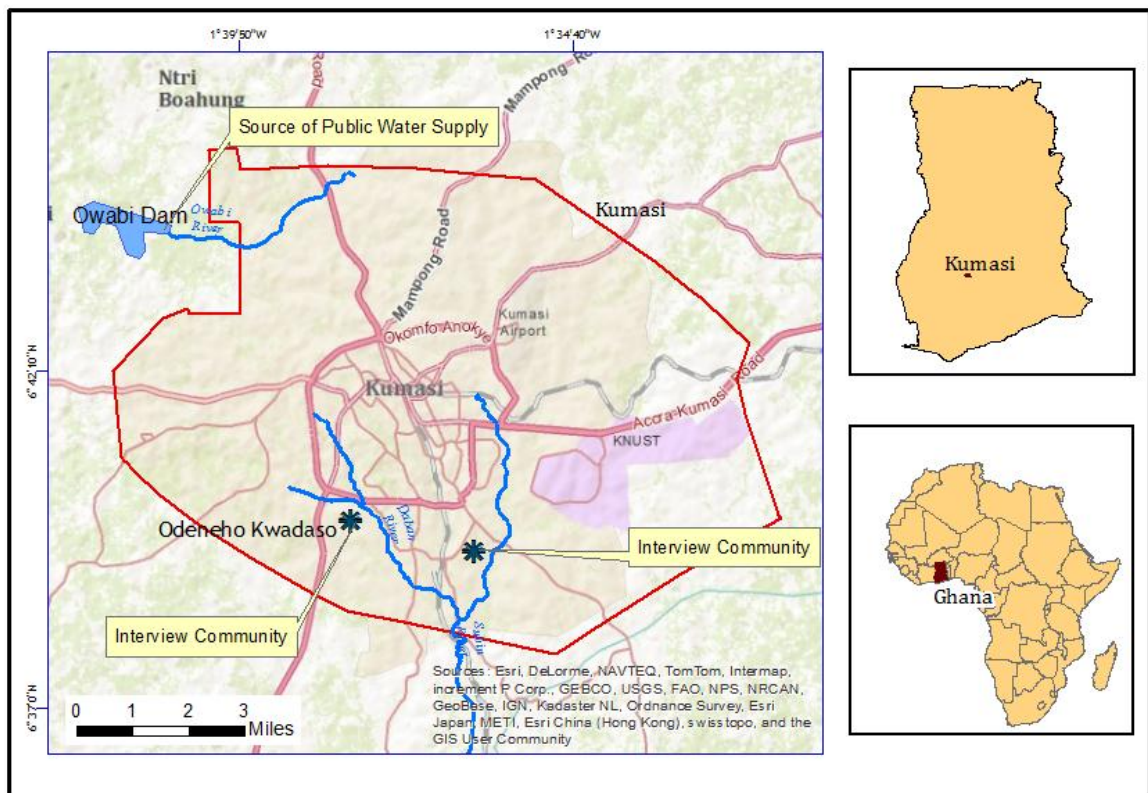 1°39'50"W
1°34'40"W
6°42'10"N
6°37'0"N
Ntri
Boahung
Road
Mampong Road
Source of Public Water Supply
Owabi Dam
Owabi
River
Kumasi
Mampong Road
Kumasi
Airport
Okomfo Anokye
Kumasi
Accra-Kumasi Road
KNUST
Odeneho Kwadaso
Daban
River
Interview Community
Interview Community
River
Sources: Esri, DeLorme, NAVTEQ, TomTom, Intermap,
increment P Corp., GEBCO, USGS, FAO, NPS, NRCAN,
GeoBase, IGN, Kadaster NL, Ordnance Survey, Esri
Japan, METI, Esri China (Hong Kong), swisstopo, and the
GIS User Community
0 1 2 3
Miles
Kumasi
Ghana